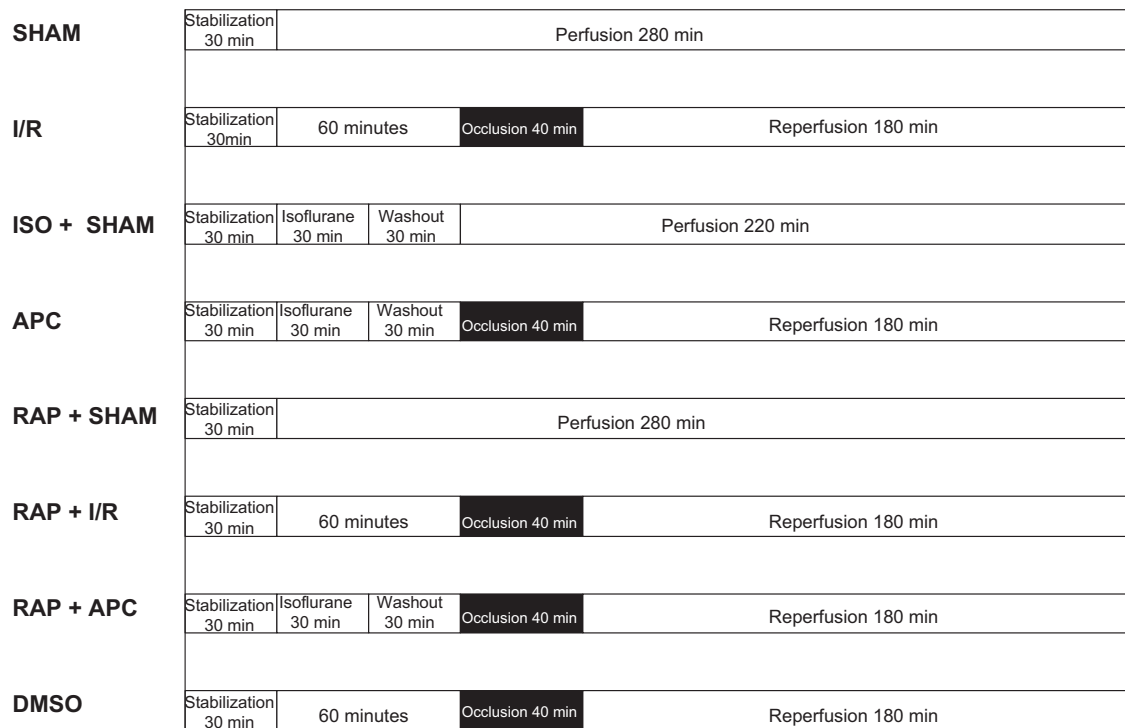 SHAM
Stabilization
30 min
Perfusion 280 min
I/R
Stabilization
30min
60 minutes
Occlusion 40 min
Reperfusion 180 min
ISO + SHAM
Stabilization
30 min
Isoflurane
30 min
Washout
30 min
Perfusion 220 min
APC
Stabilization
30 min
Isoflurane
30 min
Washout
30 min
Occlusion 40 min
Reperfusion 180 min
RAP + SHAM
Stabilization
30 min
Perfusion 280 min
RAP + I/R
Stabilization
30 min
60 minutes
Occlusion 40 min
Reperfusion 180 min
RAP + APC
Stabilization
30 min
Isoflurane
30 min
Washout
30 min
Occlusion 40 min
Reperfusion 180 min
DMSO
Stabilization
30 min
60 minutes
Occlusion 40 min
Reperfusion 180 min